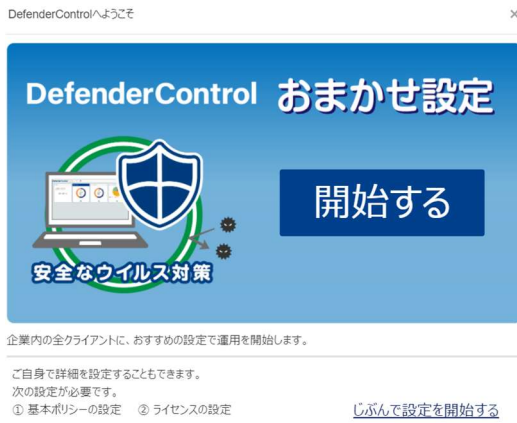 DefenderControlへようこそ
DefenderControl おまかせ設定
開始する
安全なウイルス対策
企業内の全クライアントに、おすすめの設定で運用を開始します。
ご自身で詳細を設定することもできます。
次の設定が必要です。
① 基本ポリシーの設定 ② ライセンスの設定
じぶんで設定を開始する